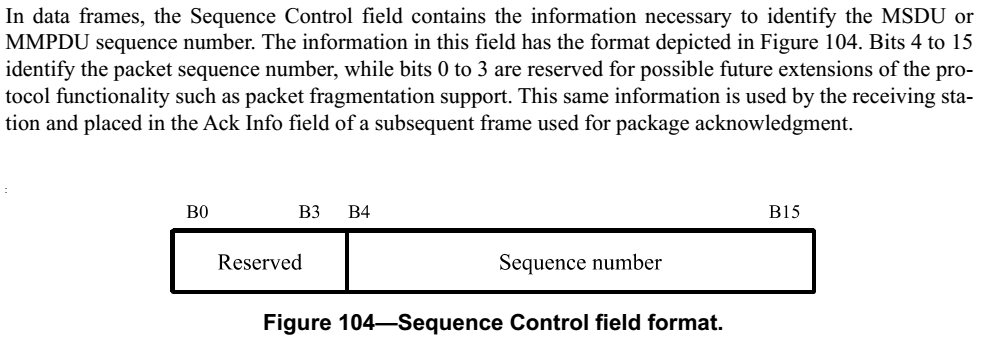 In data frames, the Sequence Control field contains the information necessary to identify the MSDU or
MMPDU sequence number. The information in this field has the format depicted in Figure 104. Bits 4 to 15
identify the packet sequence number, while bits 0 to 3 are reserved for possible future extensions of the pro-
tocol functionality such as packet fragmentation support. This same information is used by the receiving sta-
tion and placed in the Ack Info field of a subsequent frame used for package acknowledgment.
:
B0 B3 B4 B15
Reserved Sequence number
Figure 104—Sequence Control field format.